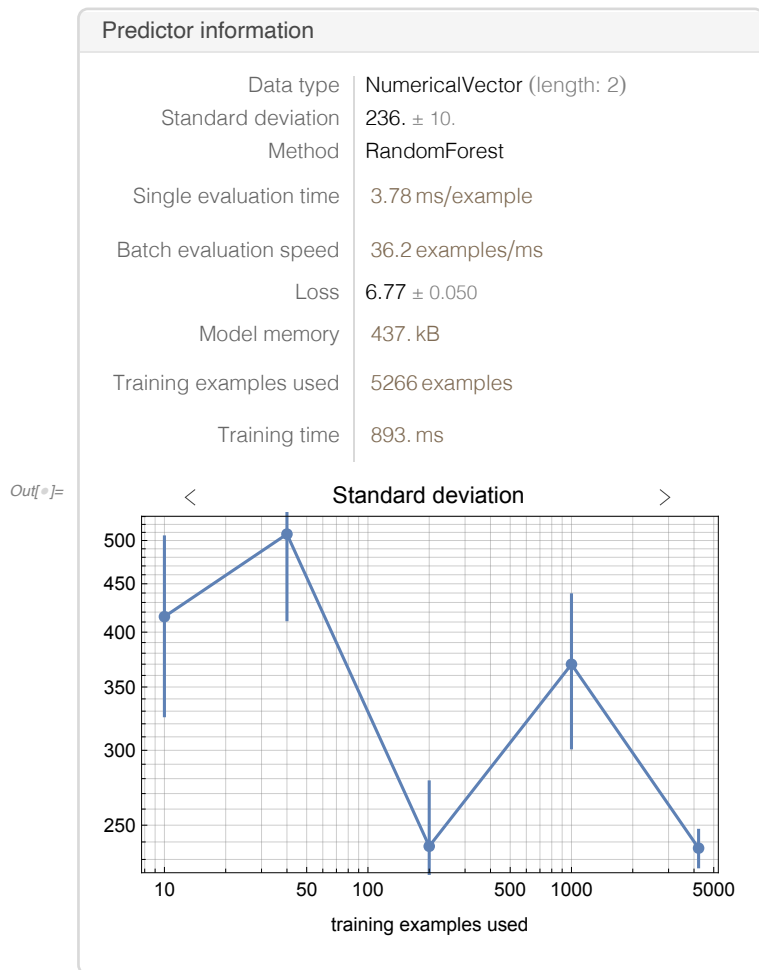 Predictor information
Data type NumericalVector (length: 2)
Standard deviation 236. ± 10.
Method RandomForest
Single evaluation time 3.78 ms/example
Batch evaluation speed 36.2 examples/ms
Loss 6.77 ± 0.050
Model memory 437. kB
Training examples used 5266 examples
Training time 893. ms
Out[●]=
< Standard deviation >
500
450
400
350
300
250
10 50 100 500 1000 5000
training examples used